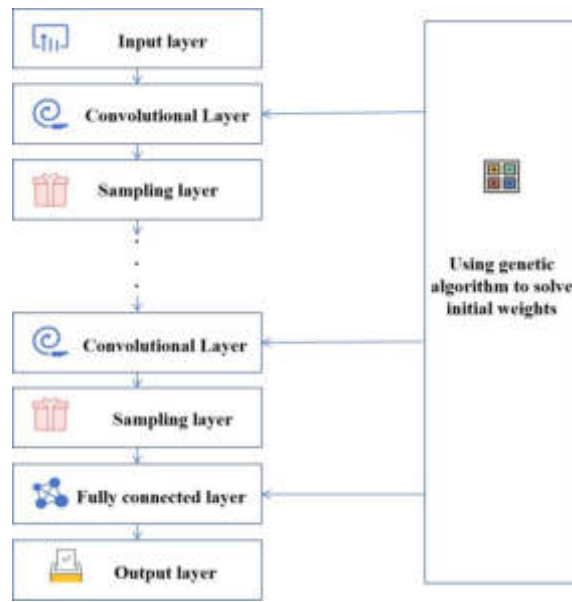 Input layer
Convolutional Layer
Sampling layer
Convolutional Layer
Sampling layer
Fully connected layer
Output layer
Using genetic
algorithm to solve
initial weights